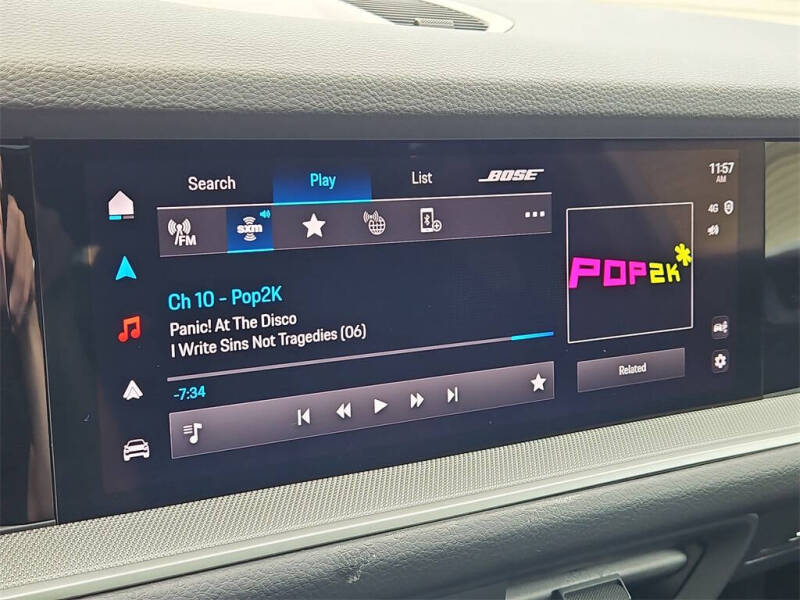 Search
Play
List
BOSE
11:57
AM
FM
sxm
4G
POP2K*
Ch 10 - Pop2K
Panic! At The Disco
I Write Sins Not Tragedies (06)
-7:34
Related